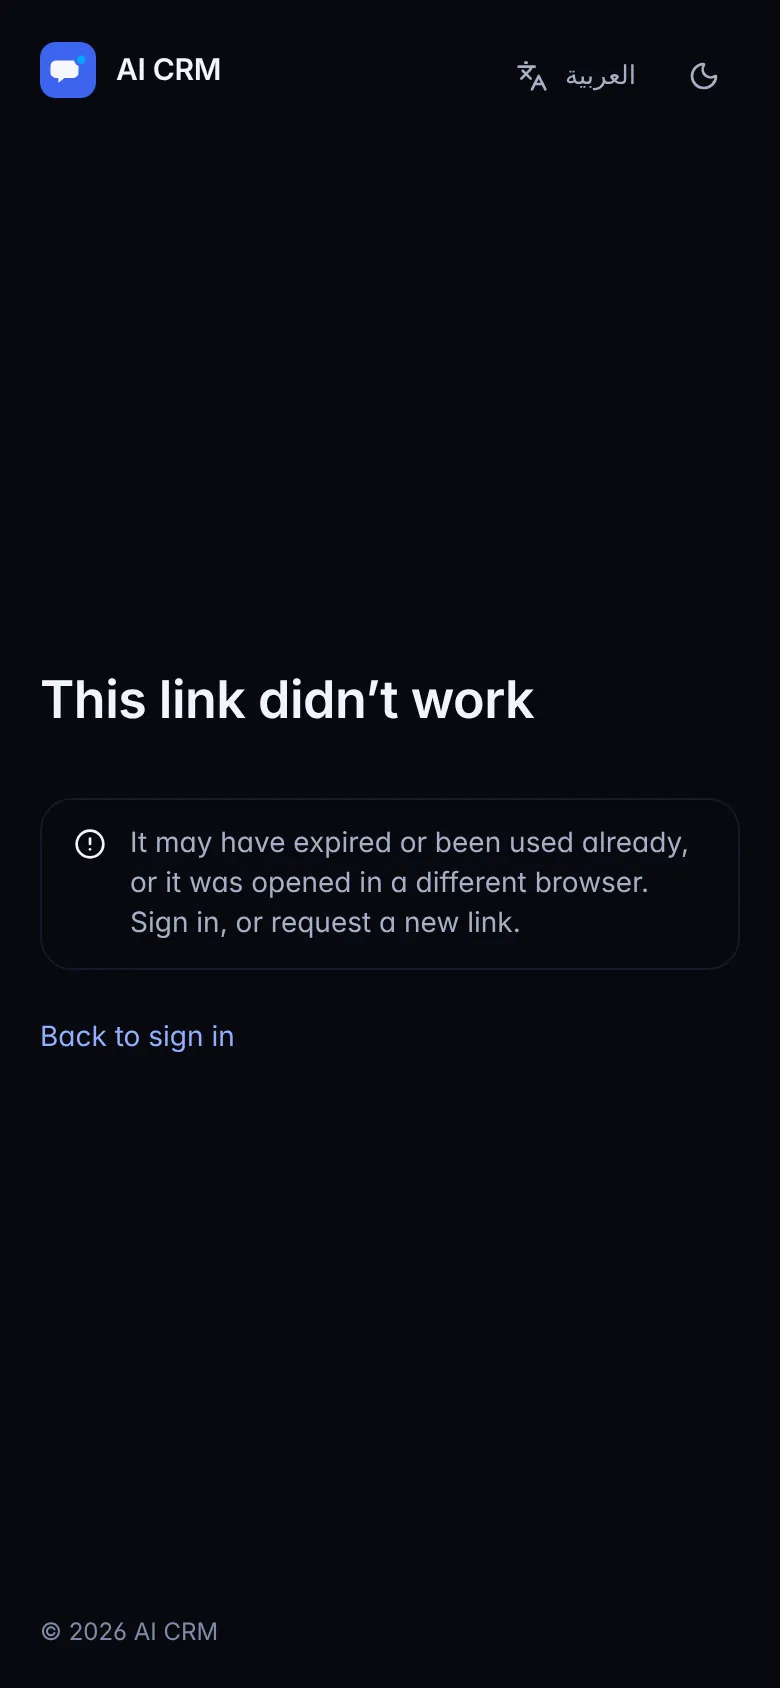 AI CRM
العربية
This link didn’t work
It may have expired or been used already,
or it was opened in a different browser.
Sign in, or request a new link.
Back to sign in
© 2026 AI CRM